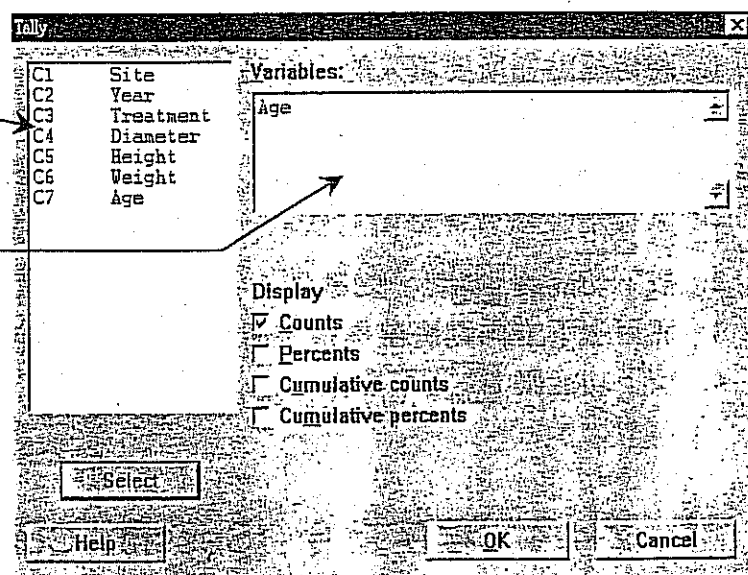 Tally
C1 Site
C2 Year
C3 Treatment
C4 Diameter
C5 Height
C6 Weight
C7 Age
Variables:
Age
Display
Counts
Percents
Cumulative counts
Cumulative percents
Select
Help
OK
Cancel